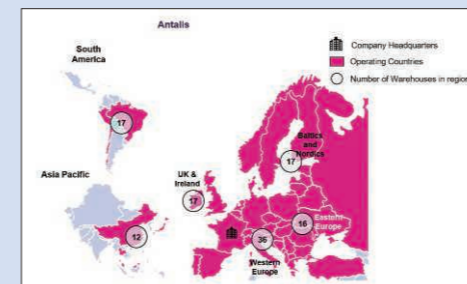 Antalis
South
America
Company Headquarters
Operating Countries
Number of Warehouses in region
17
Baltics
and
Nordics
17
Asia Pacific
UK &
Ireland
17
12
16
Eastern
Europe
36
Western
Europe